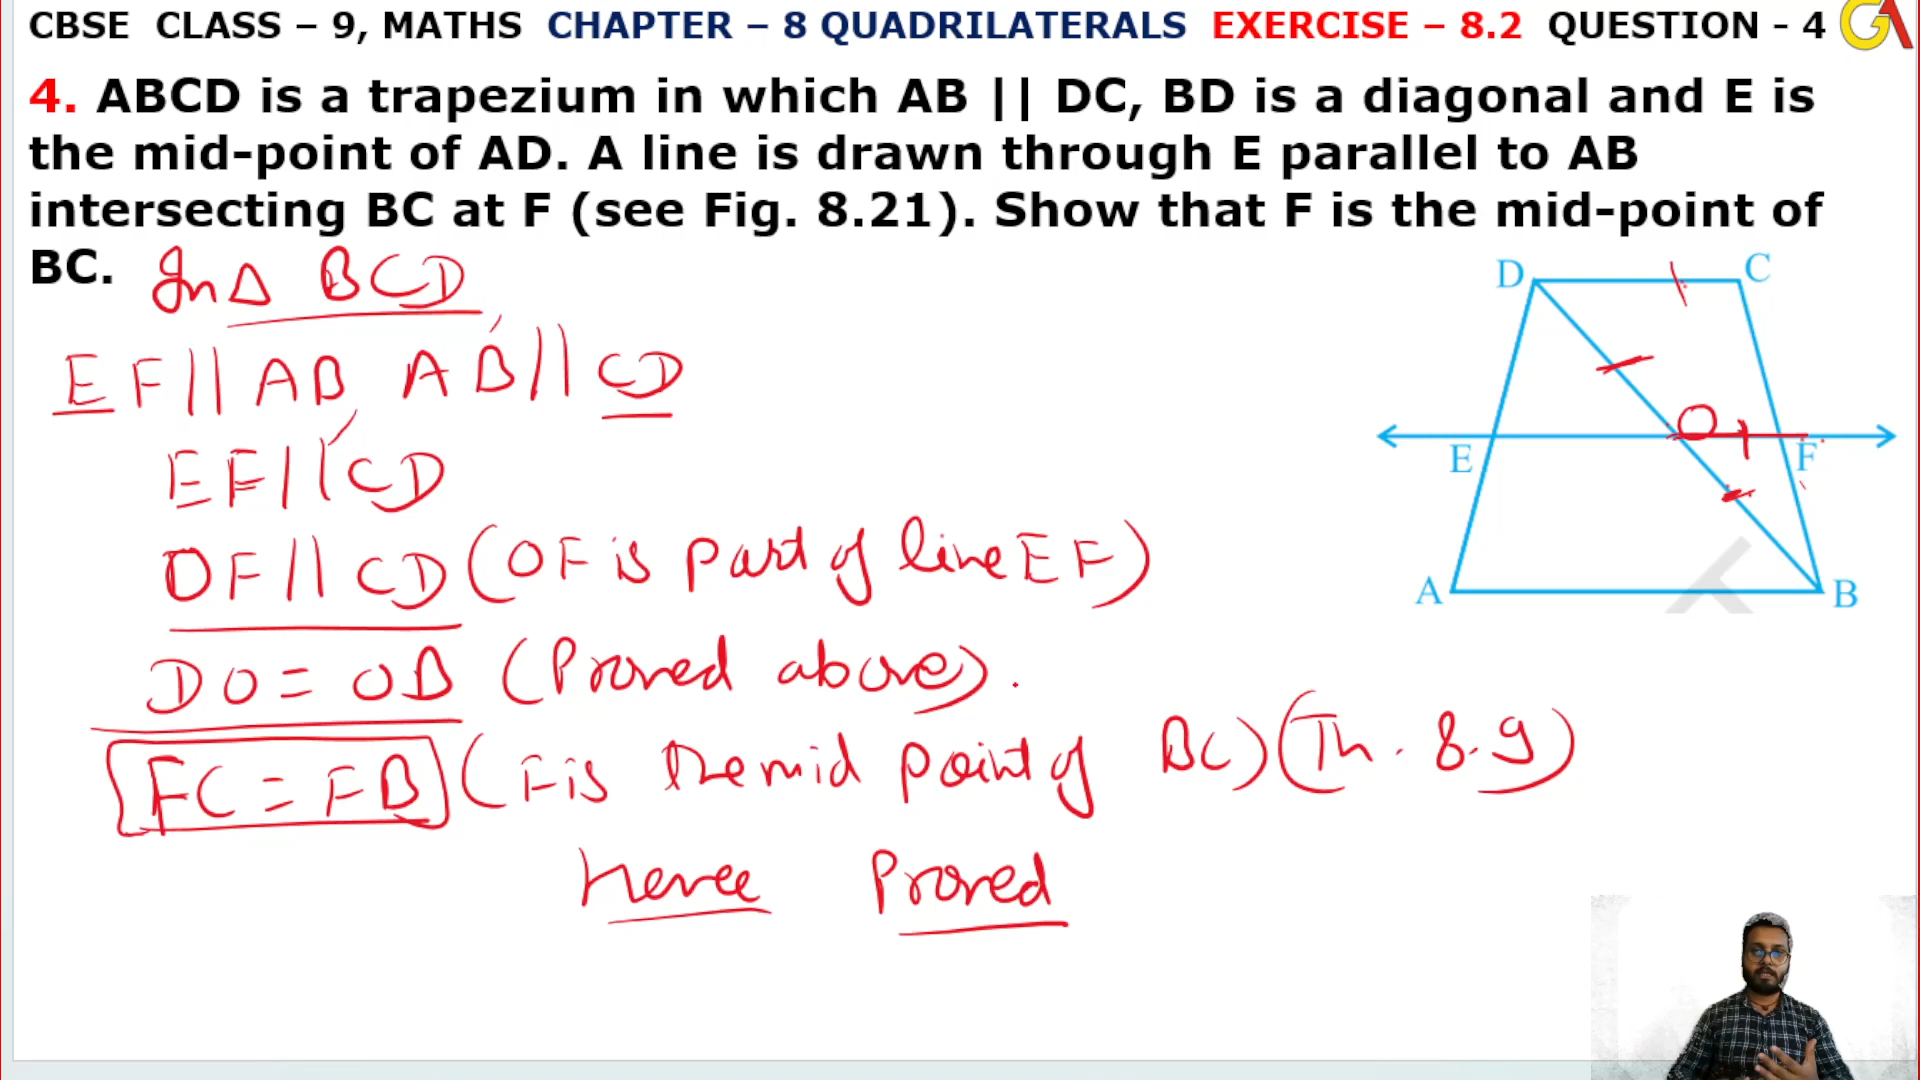 CBSE CLASS – 9, MATHS CHAPTER – 8 QUADRILATERALS EXERCISE – 8.2 QUESTION - 4 GA
4. ABCD is a trapezium in which AB || DC, BD is a diagonal and E is
the mid-point of AD. A line is drawn through E parallel to AB
intersecting BC at F (see Fig. 8.21). Show that F is the mid-point of
BC.
In Δ BCD
EF || AB AB || CD
EF || CD
OF || CD (OF is part of line EF)
DO = OB (Proved above).
FC = FB (F is the mid point of BC) (Th. 8.9)
hence Proved
D C
O
E F
A B